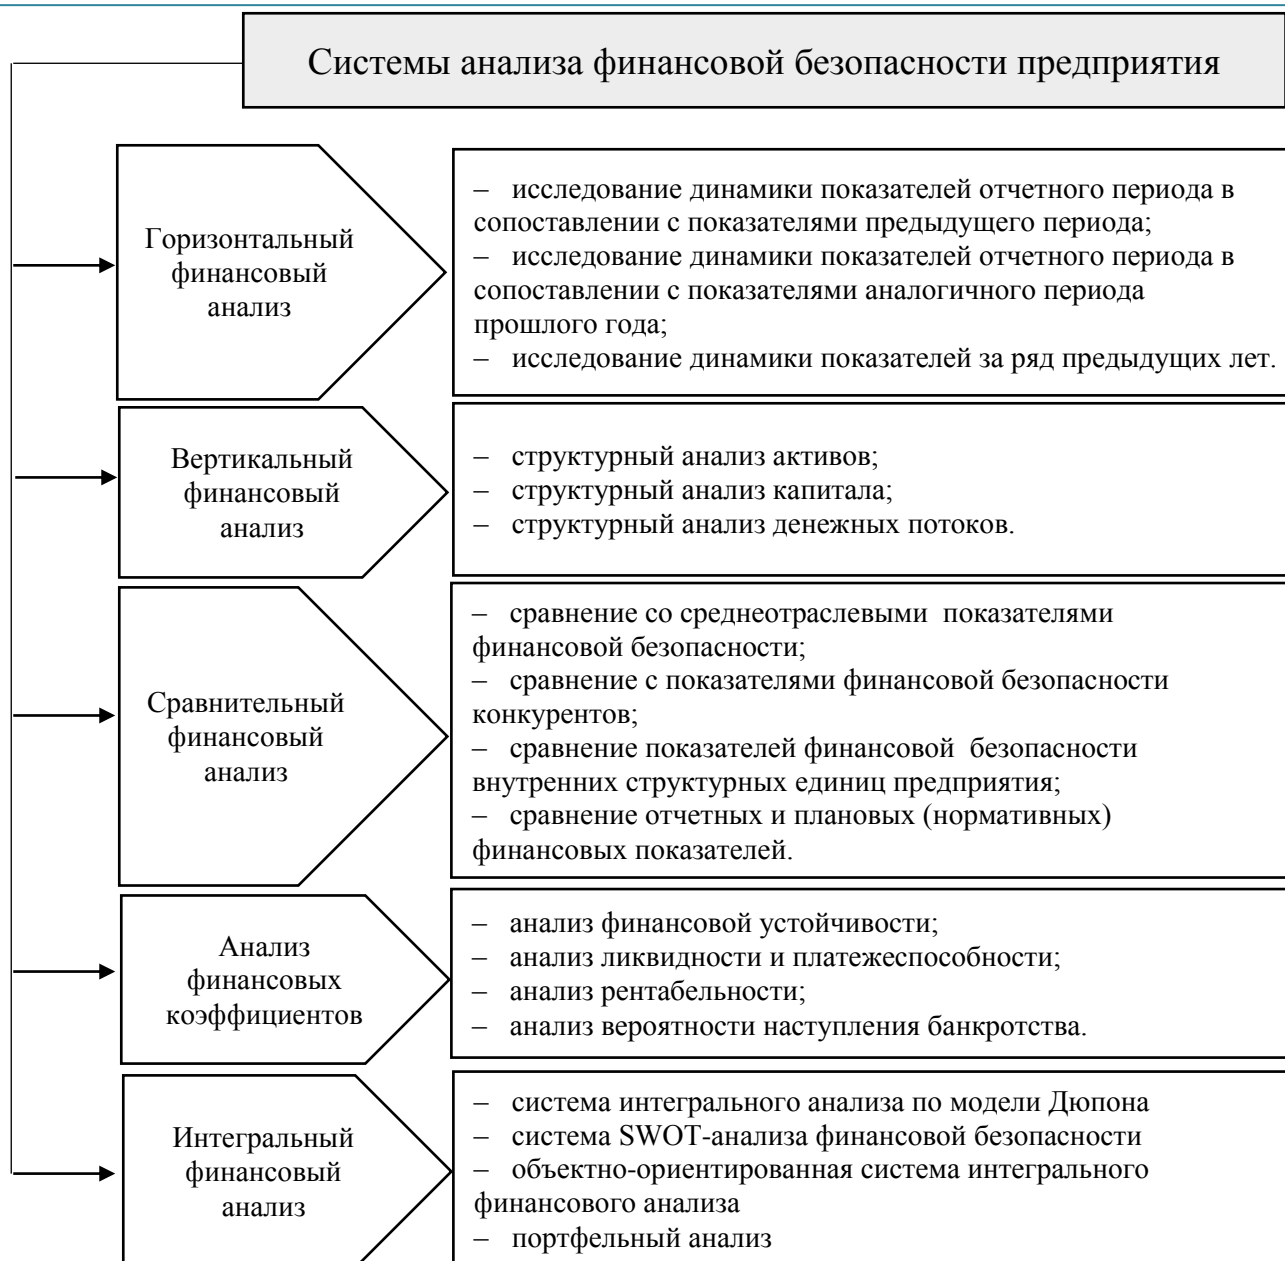 Системы анализа финансовой безопасности предприятия
Горизонтальный
финансовый
анализ
– исследование динамики показателей отчетного периода в
сопоставлении с показателями предыдущего периода;
– исследование динамики показателей отчетного периода в
сопоставлении с показателями аналогичного периода
прошлого года;
– исследование динамики показателей за ряд предыдущих лет.
Вертикальный
финансовый
анализ
– структурный анализ активов;
– структурный анализ капитала;
– структурный анализ денежных потоков.
Сравнительный
финансовый
анализ
– сравнение со среднеотраслевыми показателями
финансовой безопасности;
– сравнение с показателями финансовой безопасности
конкурентов;
– сравнение показателей финансовой безопасности
внутренних структурных единиц предприятия;
– сравнение отчетных и плановых (нормативных)
финансовых показателей.
Анализ
финансовых
коэффициентов
– анализ финансовой устойчивости;
– анализ ликвидности и платежеспособности;
– анализ рентабельности;
– анализ вероятности наступления банкротства.
Интегральный
финансовый
анализ
– система интегрального анализа по модели Дюпона
– система SWOT-анализа финансовой безопасности
– объектно-ориентированная система интегрального
финансового анализа
– портфельный анализ